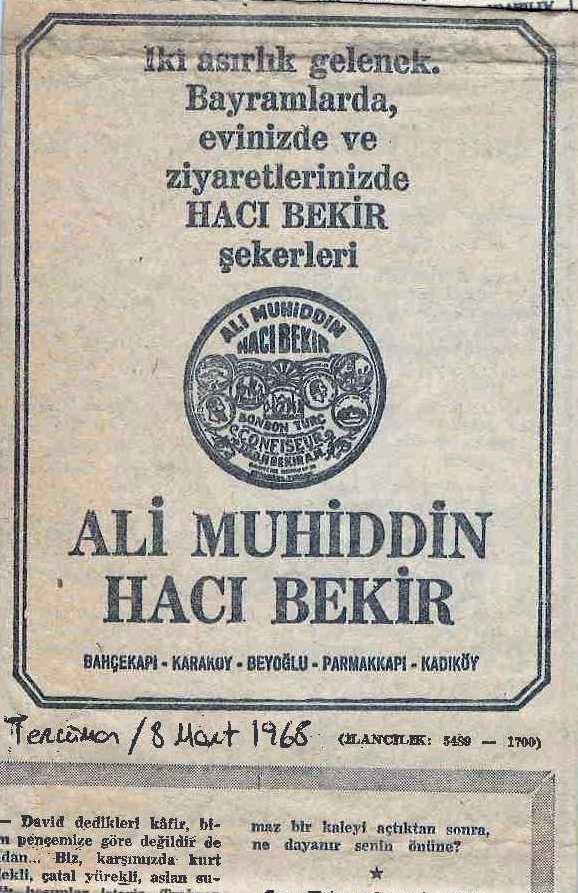 İki asırlık gelenek.
Bayramlarda,
evinizde ve
ziyaretlerinizde
HACI BEKİR
şekerleri
ALİ MUHİDDİN
HACI BEKİR
BONBON TURC
CONFISEUR
ALİ MUHİDDİN
HACI BEKİR
BAHÇEKAPI - KARAKOY - BEYOĞLU - PARMAKKAPI - KADIKÖY
Tercüman / 8 Mart 1968
(İLANCILIK: 5489 — 1700)
— David dedikleri kâfir, bi-
pençemize göre değildir de
dan... Biz, karşımızda kurt
ekli, çatal yürekli, aslan su-
maz bir kaleyi açtıktan sonra,
ne dayanır senin önüne?